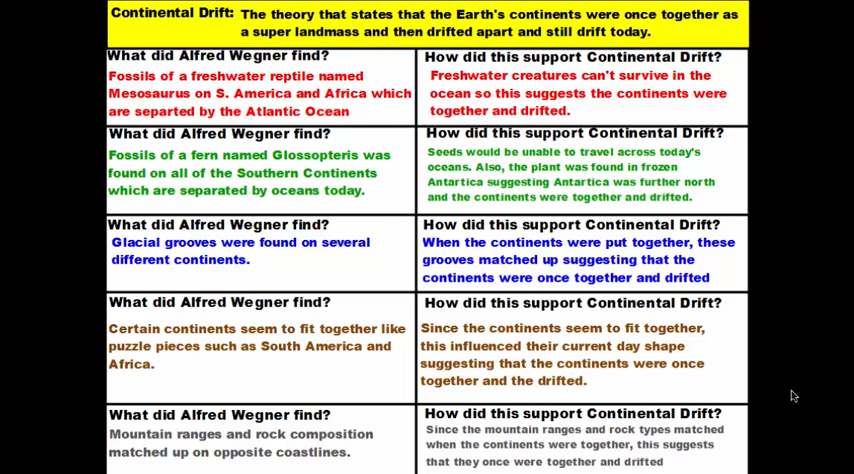 Continental Drift: The theory that states that the Earth's continents were once together as
a super landmass and then drifted apart and still drift today.
What did Alfred Wegner find?
Fossils of a freshwater reptile named
Mesosaurus on S. America and Africa which
are separted by the Atlantic Ocean
How did this support Continental Drift?
Freshwater creatures can't survive in the
ocean so this suggests the continents were
together and drifted.
What did Alfred Wegner find?
Fossils of a fern named Glossopteris was
found on all of the Southern Continents
which are separated by oceans today.
How did this support Continental Drift?
Seeds would be unable to travel across today's
oceans. Also, the plant was found in frozen
Antartica suggesting Antartica was further north
and the continents were together and drifted.
What did Alfred Wegner find?
Glacial grooves were found on several
different continents.
How did this support Continental Drift?
When the continents were put together, these
grooves matched up suggesting that the
continents were once together and drifted
What did Alfred Wegner find?
Certain continents seem to fit together like
puzzle pieces such as South America and
Africa.
How did this support Continental Drift?
Since the continents seem to fit together,
this influenced their current day shape
suggesting that the continents were once
together and the drifted.
What did Alfred Wegner find?
Mountain ranges and rock composition
matched up on opposite coastlines.
How did this support Continental Drift?
Since the mountain ranges and rock types matched
when the continents were together, this suggests
that they once were together and drifted